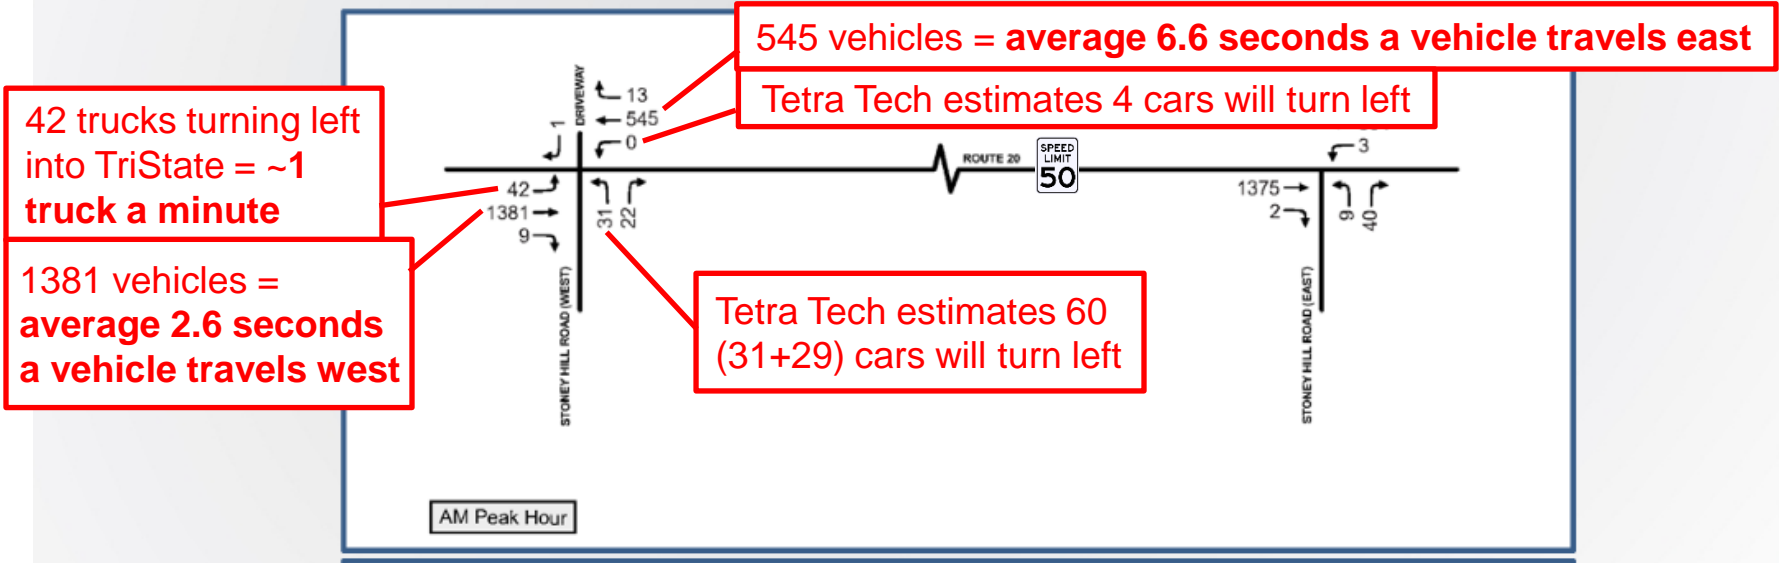 545 vehicles = average 6.6 seconds a vehicle travels east
Tetra Tech estimates 4 cars will turn left
42 trucks turning left
into TriState = ~1
truck a minute
1381 vehicles =
average 2.6 seconds
a vehicle travels west
Tetra Tech estimates 60
(31+29) cars will turn left
DRIVEWAY
1
13
545
0
42
1381
9
31
22
STONEY HILL ROAD (WEST)
ROUTE 20
SPEED
LIMIT
50
3
1375
2
9
40
STONEY HILL ROAD (EAST)
AM Peak Hour